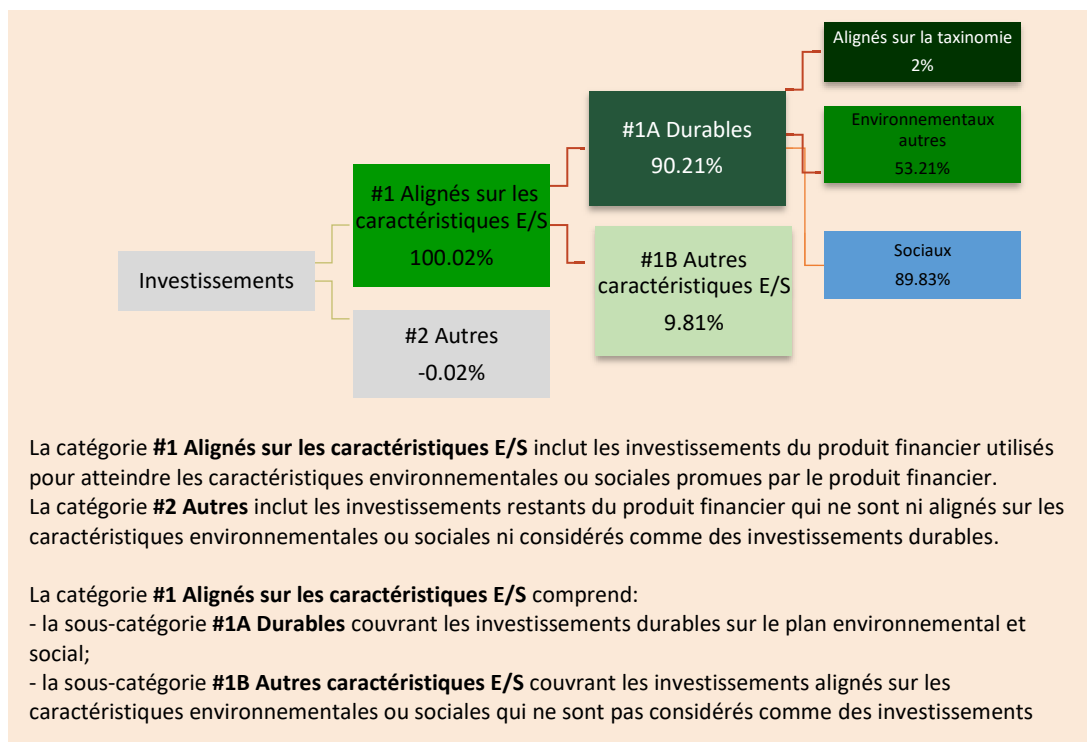 Alignés sur la taxinomie
2%
#1A Durables
90.21%
Environnementaux
autres
53.21%
#1 Alignés sur les
caractéristiques E/S
100.02%
Investissements
#1B Autres
caractéristiques E/S
9.81%
Sociaux
89.83%
#2 Autres
-0.02%
La catégorie #1 Alignés sur les caractéristiques E/S inclut les investissements du produit financier utilisés
pour atteindre les caractéristiques environnementales ou sociales promues par le produit financier.
La catégorie #2 Autres inclut les investissements restants du produit financier qui ne sont ni alignés sur les
caractéristiques environnementales ou sociales ni considérés comme des investissements durables.
La catégorie #1 Alignés sur les caractéristiques E/S comprend:
- la sous-catégorie #1A Durables couvrant les investissements durables sur le plan environnemental et
social;
- la sous-catégorie #1B Autres caractéristiques E/S couvrant les investissements alignés sur les
caractéristiques environnementales ou sociales qui ne sont pas considérés comme des investissements